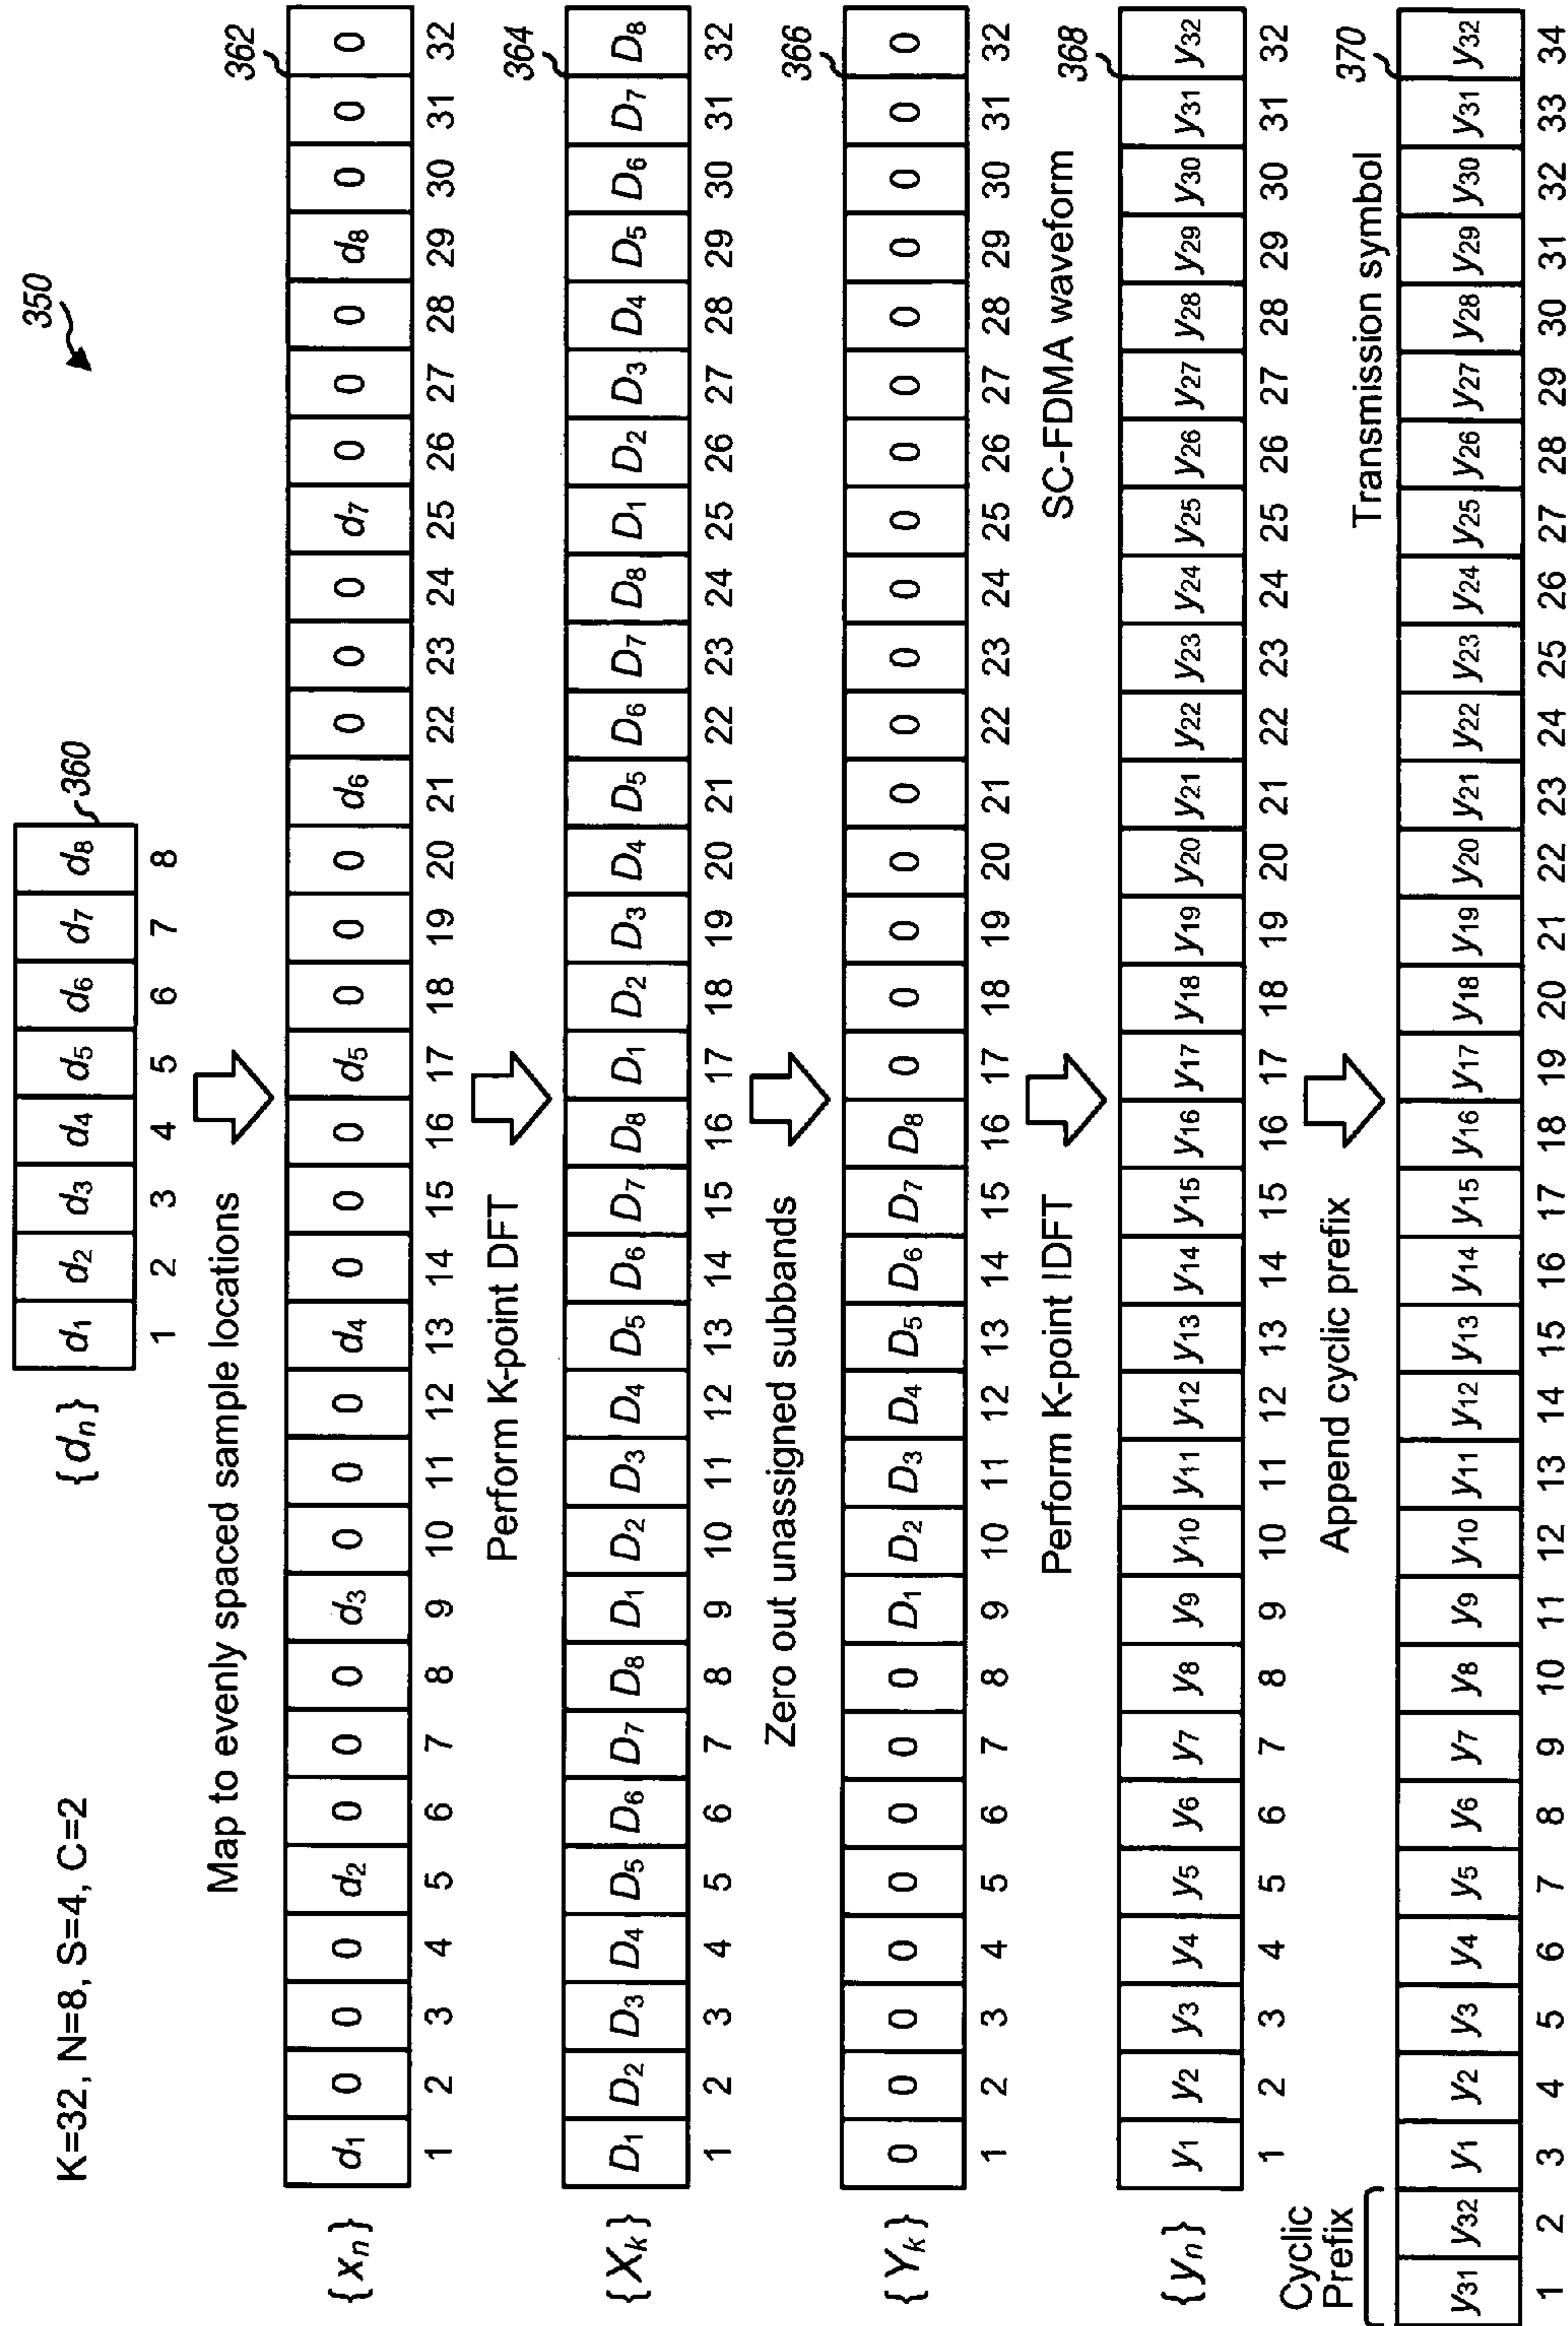 350
K=32, N=8, S=4, C=2
{dn} d1 d2 d3 d4 d5 d6 d7 d8 360
1 2 3 4 5 6 7 8
Map to evenly spaced sample locations
362
{xn} d1 0 0 0 d2 0 0 0 d3 0 0 0 d4 0 0 0 d5 0 0 0 d6 0 0 0 d7 0 0 0 d8 0 0 0
1 2 3 4 5 6 7 8 9 10 11 12 13 14 15 16 17 18 19 20 21 22 23 24 25 26 27 28 29 30 31 32
Perform K-point DFT
364
{Xk} D1 D2 D3 D4 D5 D6 D7 D8 D1 D2 D3 D4 D5 D6 D7 D8 D1 D2 D3 D4 D5 D6 D7 D8 D1 D2 D3 D4 D5 D6 D7 D8
1 2 3 4 5 6 7 8 9 10 11 12 13 14 15 16 17 18 19 20 21 22 23 24 25 26 27 28 29 30 31 32
Zero out unassigned subbands
366
{Yk} 0 0 0 0 0 0 0 0 D1 D2 D3 D4 D5 D6 D7 D8 0 0 0 0 0 0 0 0 0 0 0 0 0 0 0 0
1 2 3 4 5 6 7 8 9 10 11 12 13 14 15 16 17 18 19 20 21 22 23 24 25 26 27 28 29 30 31 32
Perform K-point IDFT
SC-FDMA waveform
368
{yn} y1 y2 y3 y4 y5 y6 y7 y8 y9 y10 y11 y12 y13 y14 y15 y16 y17 y18 y19 y20 y21 y22 y23 y24 y25 y26 y27 y28 y29 y30 y31 y32
1 2 3 4 5 6 7 8 9 10 11 12 13 14 15 16 17 18 19 20 21 22 23 24 25 26 27 28 29 30 31 32
Cyclic
Prefix
Append cyclic prefix
Transmission symbol
370
y31 y32 y1 y2 y3 y4 y5 y6 y7 y8 y9 y10 y11 y12 y13 y14 y15 y16 y17 y18 y19 y20 y21 y22 y23 y24 y25 y26 y27 y28 y29 y30 y31 y32
1 2 3 4 5 6 7 8 9 10 11 12 13 14 15 16 17 18 19 20 21 22 23 24 25 26 27 28 29 30 31 32 33 34